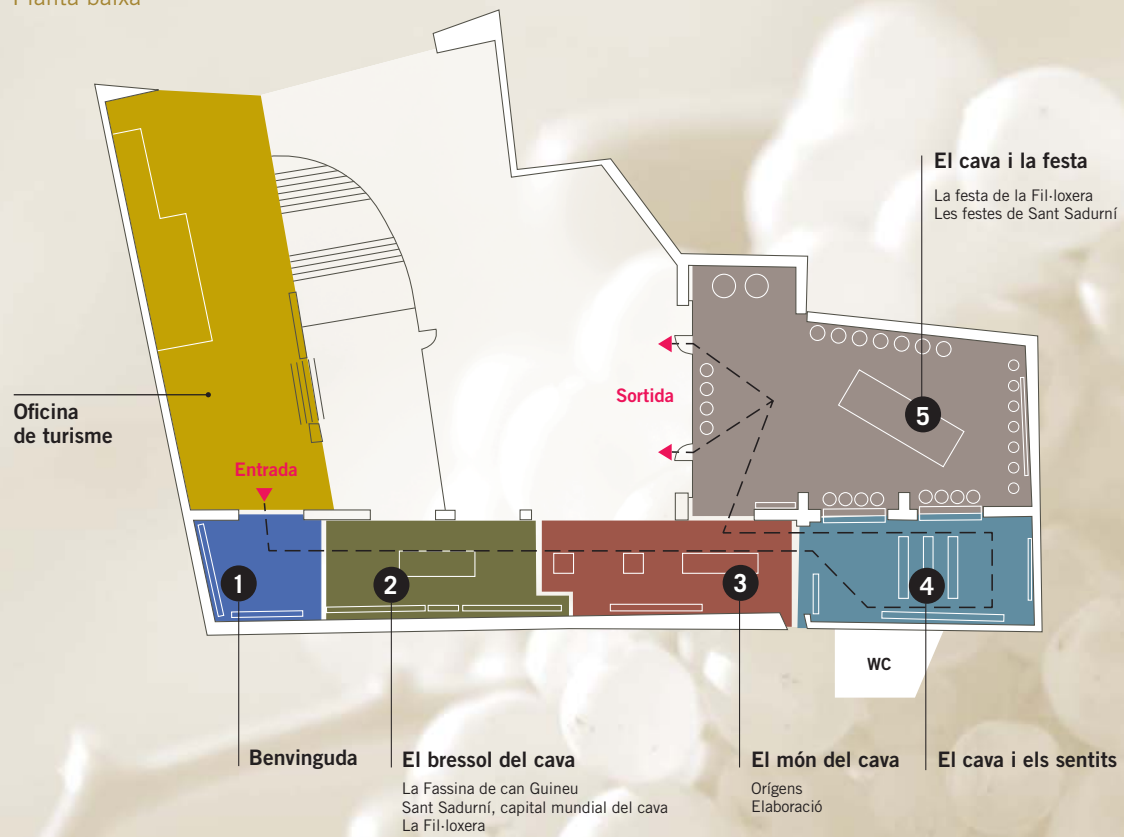 Planta baixa
El cava i la festa
La festa de la Fil·loxera
Les festes de Sant Sadurní
Sortida
5
Oficina
de turisme
Entrada
1
2
3
4
WC
Benvinguda
El bressol del cava
La Fassina de can Guineu
Sant Sadurní, capital mundial del cava
La Fil·loxera
El món del cava
Orígens
Elaboració
El cava i els sentits